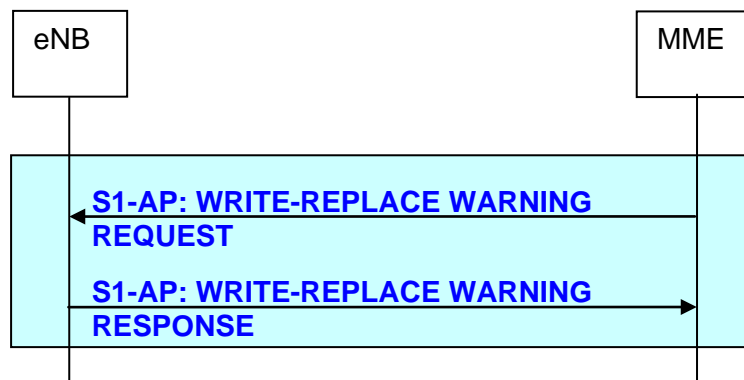 eNB
MME
S1-AP: WRITE-REPLACE WARNING
REQUEST
S1-AP: WRITE-REPLACE WARNING
RESPONSE